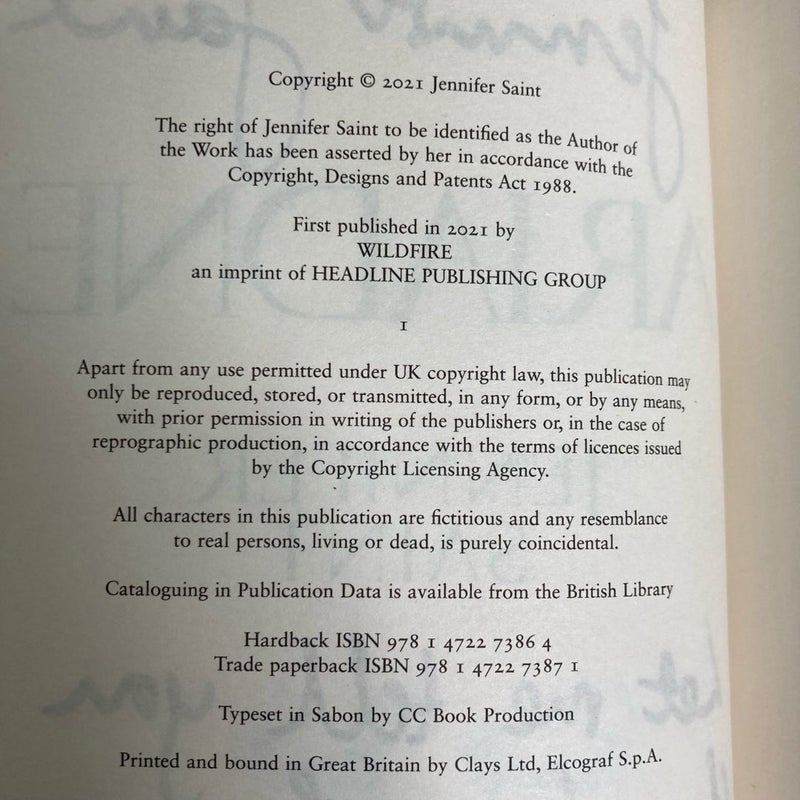 Copyright © 2021 Jennifer Saint
The right of Jennifer Saint to be identified as the Author of
the Work has been asserted by her in accordance with the
Copyright, Designs and Patents Act 1988.
First published in 2021 by
WILDFIRE
an imprint of HEADLINE PUBLISHING GROUP
1
Apart from any use permitted under UK copyright law, this publication may
only be reproduced, stored, or transmitted, in any form, or by any means,
with prior permission in writing of the publishers or, in the case of
reprographic production, in accordance with the terms of licences issued
by the Copyright Licensing Agency.
All characters in this publication are fictitious and any resemblance
to real persons, living or dead, is purely coincidental.
Cataloguing in Publication Data is available from the British Library
Hardback ISBN 978 1 4722 7386 4
Trade paperback ISBN 978 1 4722 7387 1
Typeset in Sabon by CC Book Production
Printed and bound in Great Britain by Clays Ltd, Elcograf S.p.A.